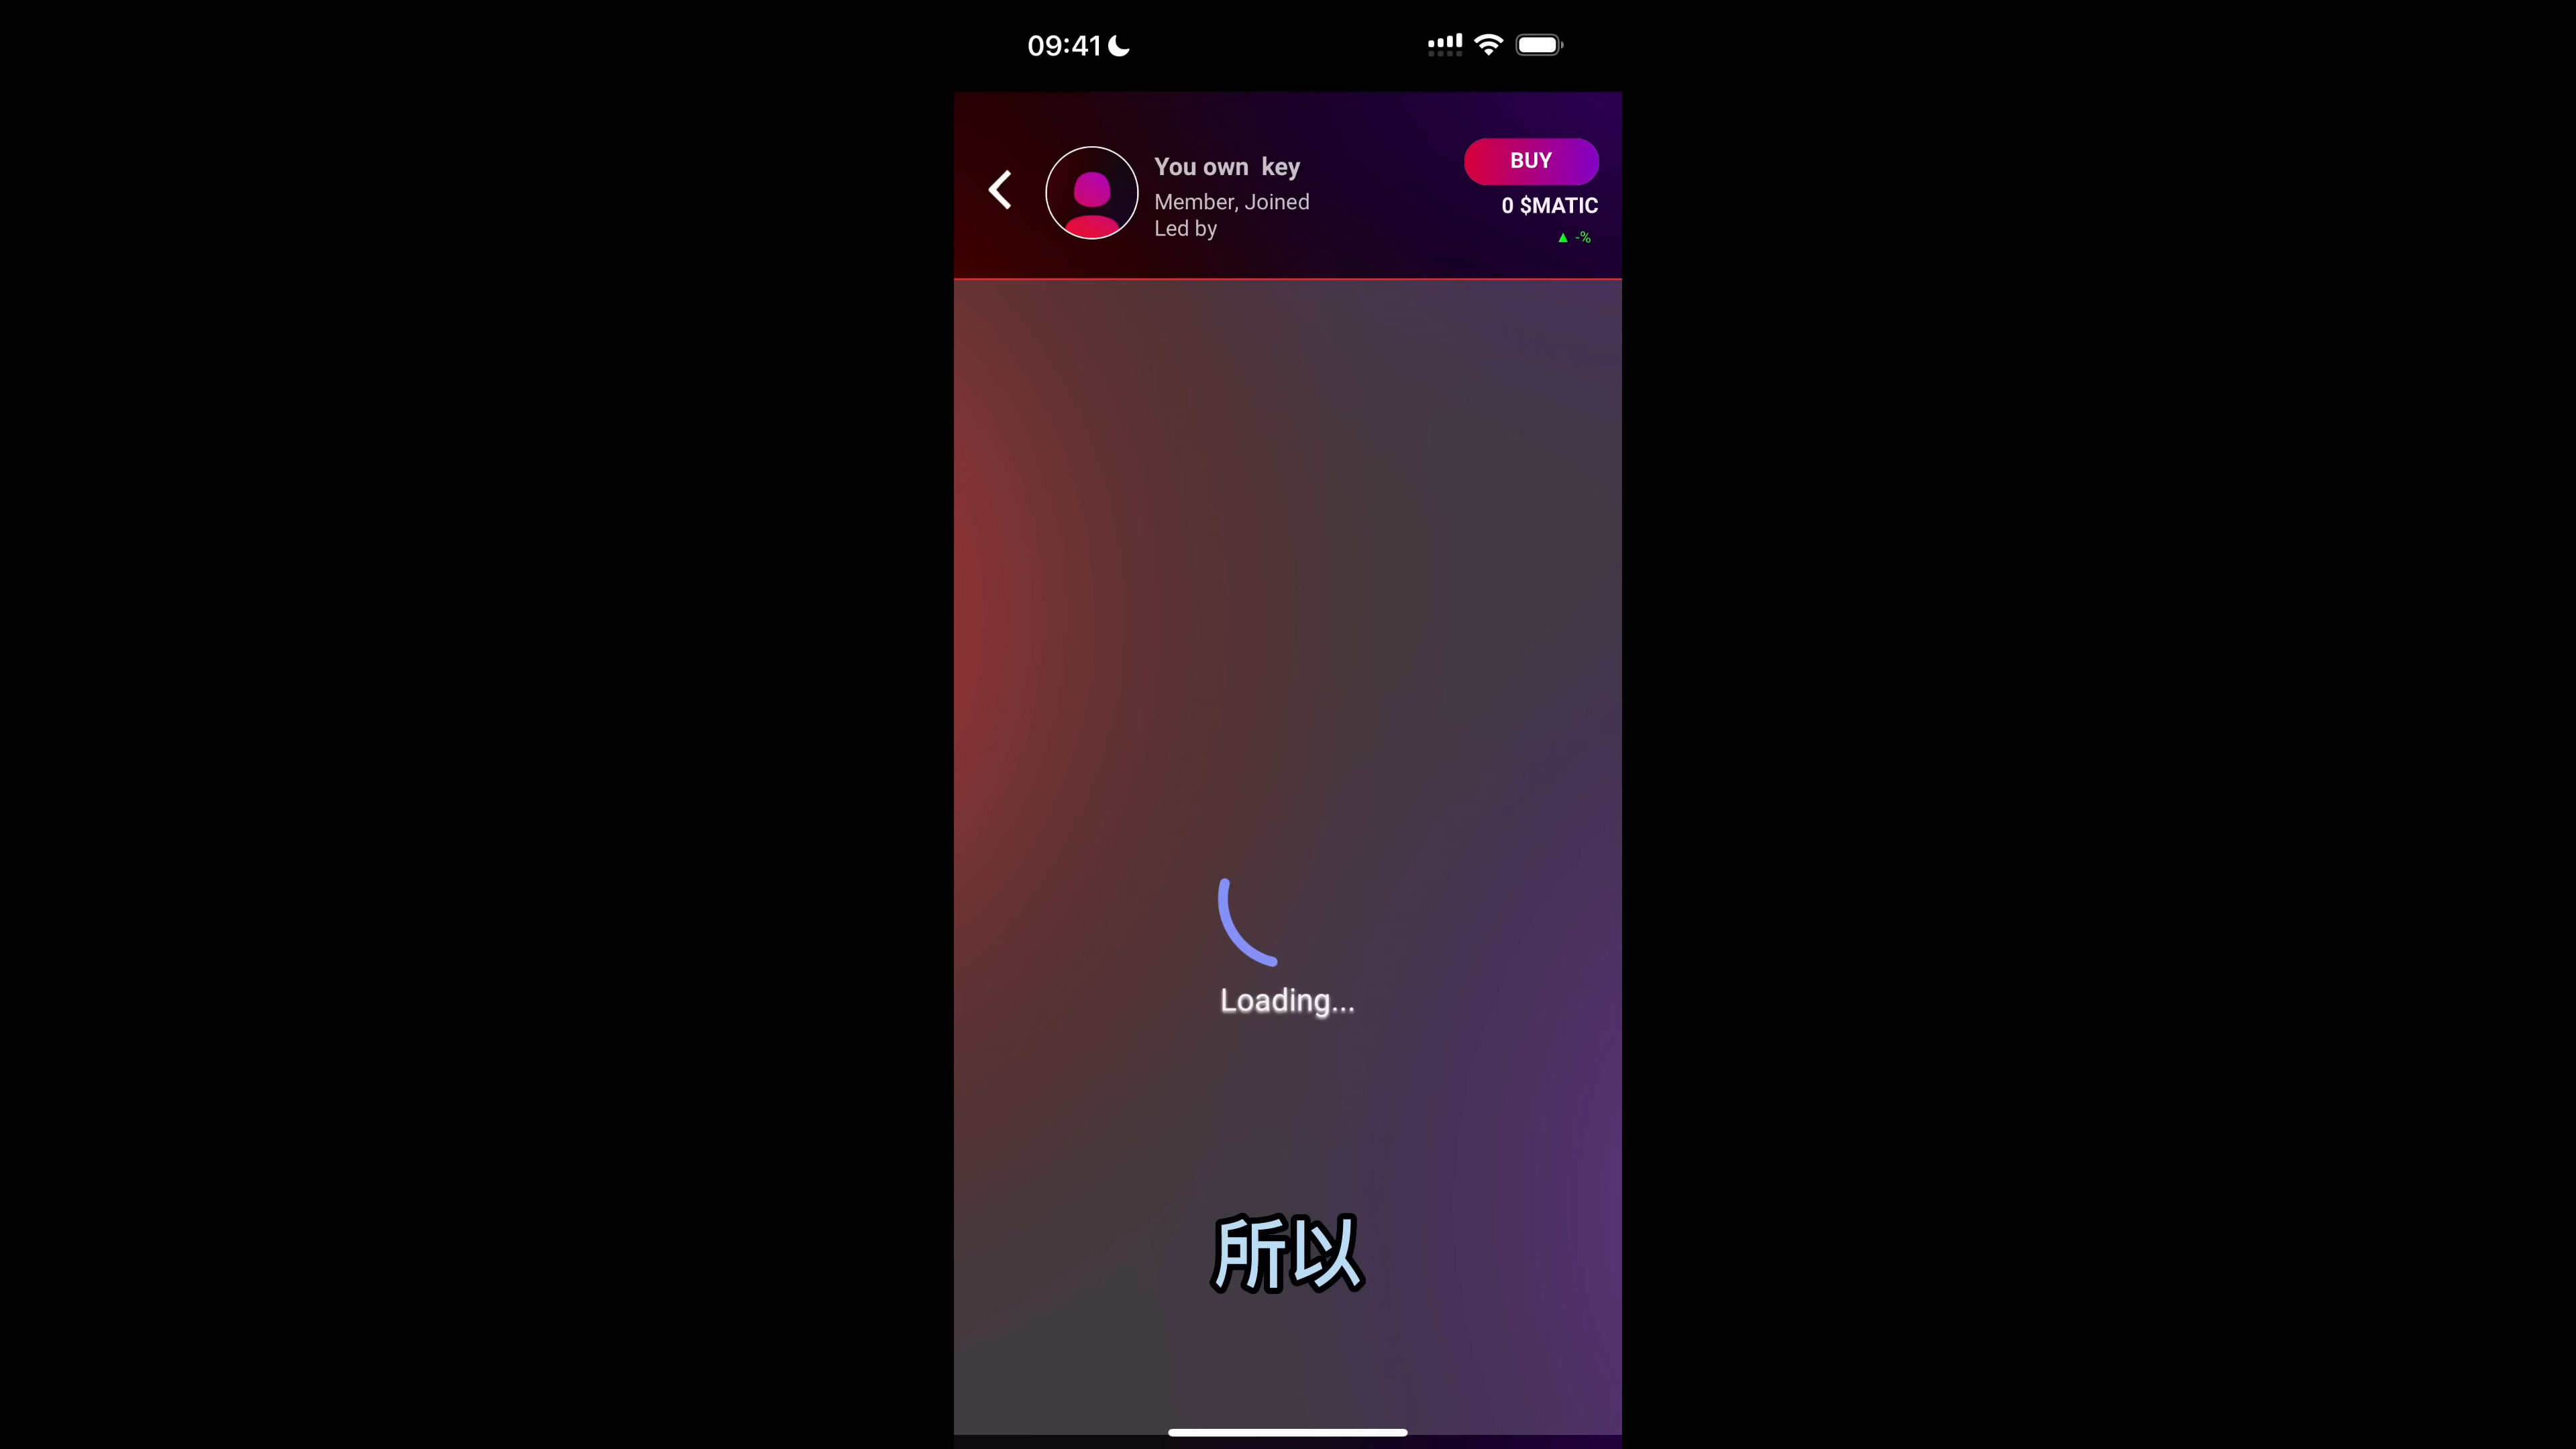 09:41
You own key
BUY
Member, Joined
0 $MATIC
Led by
▲ -%
Loading...
所以